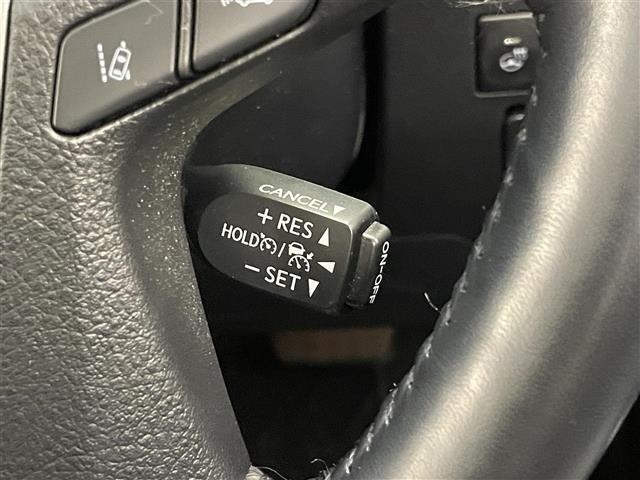 CANCEL▼
+ RES ▲
HOLD / ◀
− SET ▼
ON-OFF